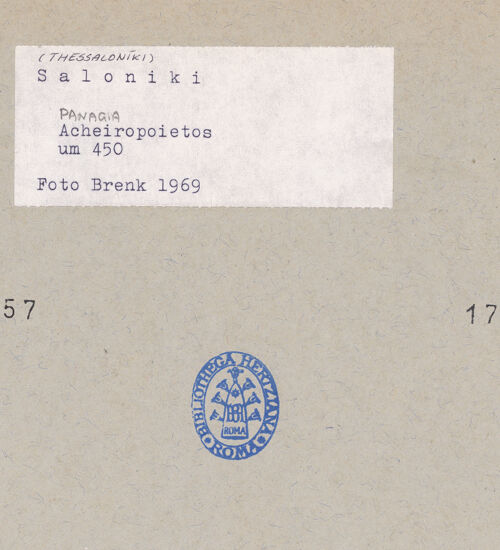 (THESSALONÍKI)
Saloniki
PANAGIA
Acheiropoietos
um 450
Foto Brenk 1969
57
17
BIBLIOTHECA HERTZIANA
ROMA
ROMA